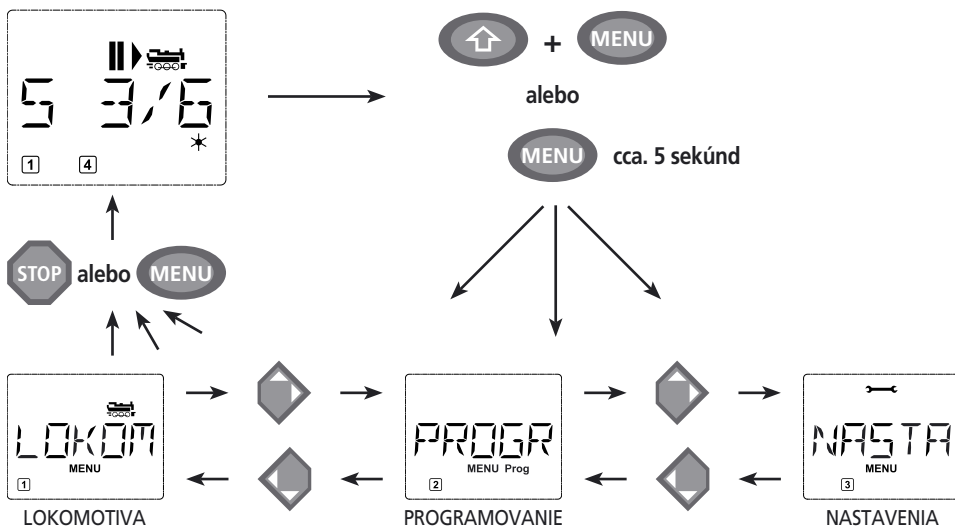 + MENU
alebo
S 3/6
MENU cca. 5 sekúnd
1 4
STOP alebo MENU
LOKOM
MENU
1
PROGR
MENU Prog
2
NASTA
MENU
3
LOKOMOTIVA
PROGRAMOVANIE
NASTAVENIA